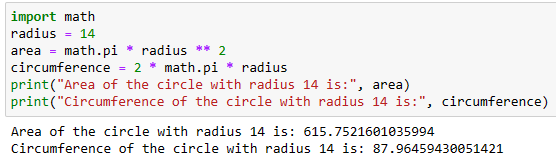 import math
radius = 14
area = math.pi * radius ** 2
circumference = 2 * math.pi * radius
print("Area of the circle with radius 14 is:", area)
print("Circumference of the circle with radius 14 is:", circumference)
Area of the circle with radius 14 is: 615.7521601035994
Circumference of the circle with radius 14 is: 87.96459430051421